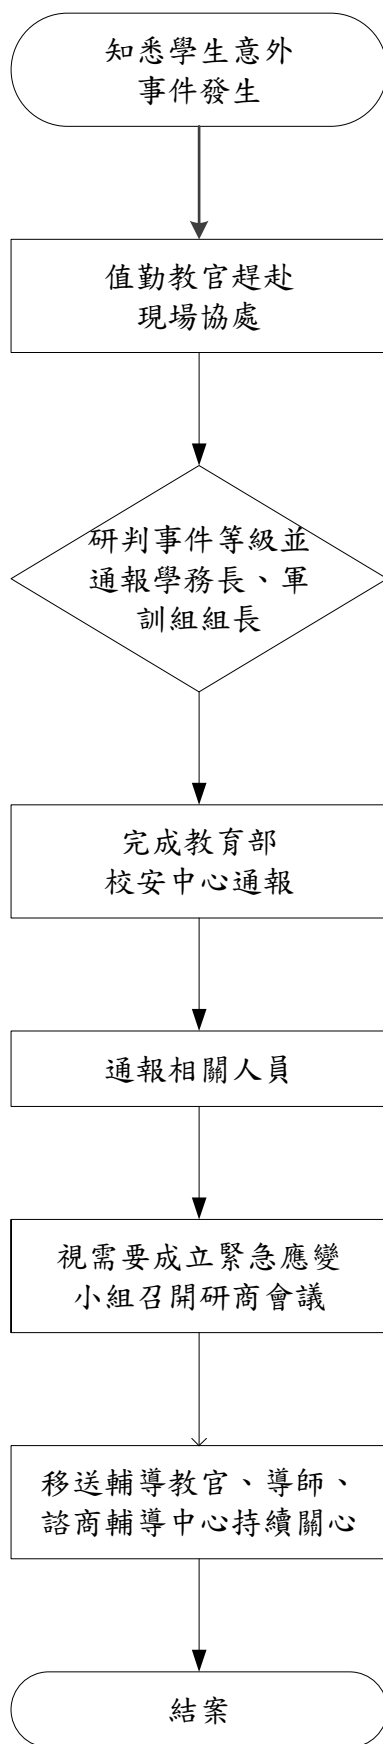 知悉學生意外
事件發生
值勤教官趕赴
現場協處
研判事件等級並
通報學務長、軍
訓組組長
完成教育部
校安中心通報
通報相關人員
視需要成立緊急應變
小組召開研商會議
移送輔導教官、導師、
諮商輔導中心持續關心
結案